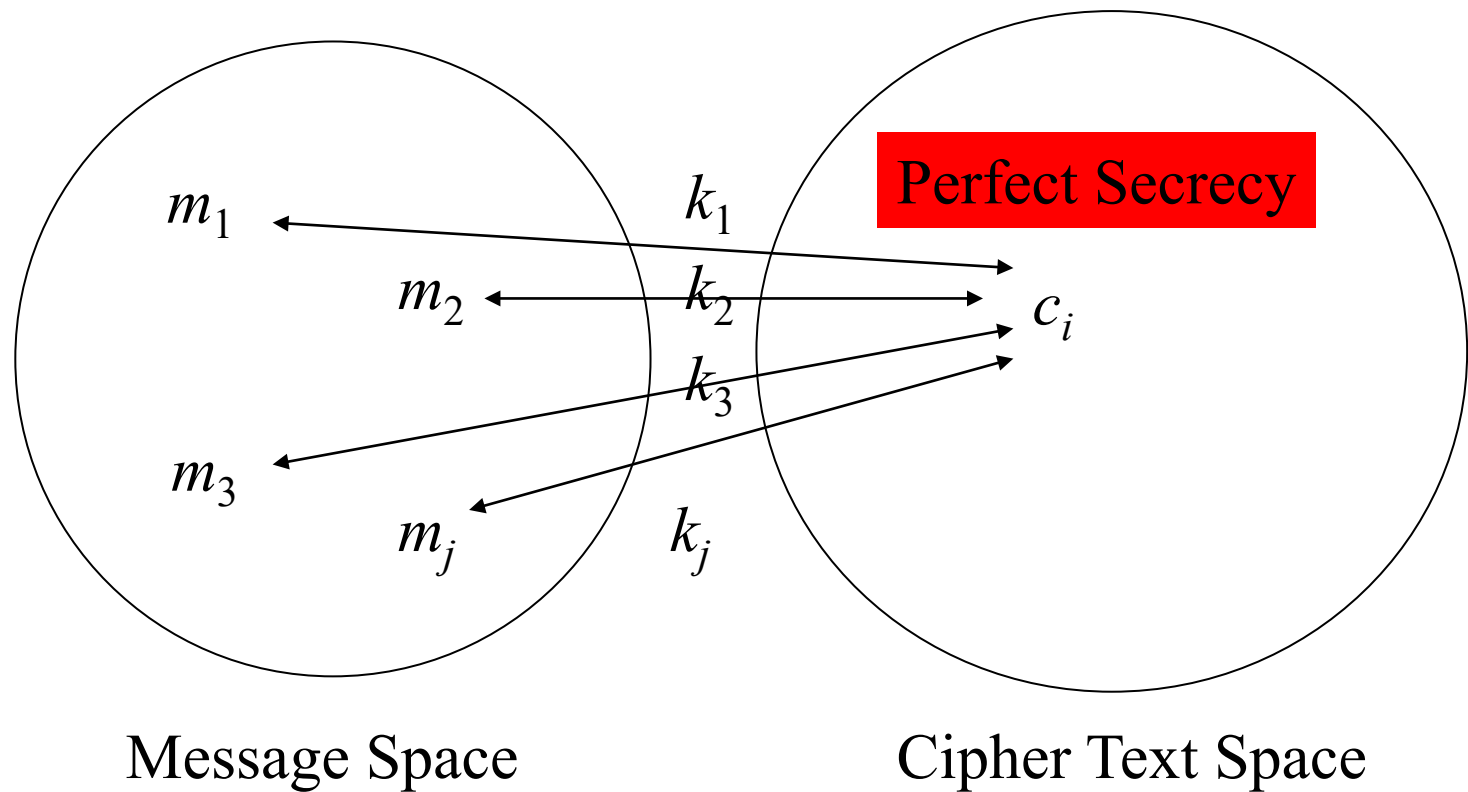 Perfect Secrecy
m₁ k₁
m₂ k₂ cᵢ
k₃
m₃
mⱼ kⱼ
Message Space Cipher Text Space